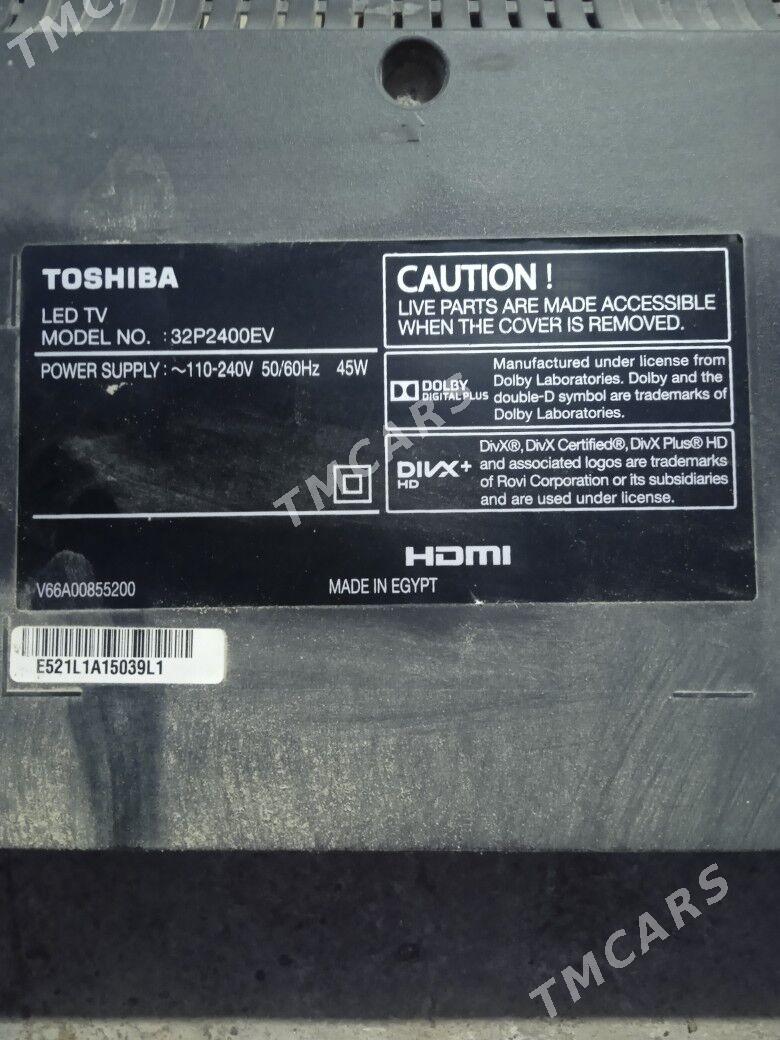 TMCARS
TOSHIBA
LED TV
MODEL NO. : 32P2400EV
POWER SUPPLY : ~110-240V 50/60Hz 45W
CAUTION !
LIVE PARTS ARE MADE ACCESSIBLE
WHEN THE COVER IS REMOVED.
DOLBY
DIGITAL PLUS
Manufactured under license from
Dolby Laboratories. Dolby and the
double-D symbol are trademarks of
Dolby Laboratories.
TMCARS
DIVX+
HD
DivX®, DivX Certified®, DivX Plus® HD
and associated logos are trademarks
of Rovi Corporation or its subsidiaries
and are used under license.
HDMI
V66A00855200
MADE IN EGYPT
E521L1A15039L1
TMCARS